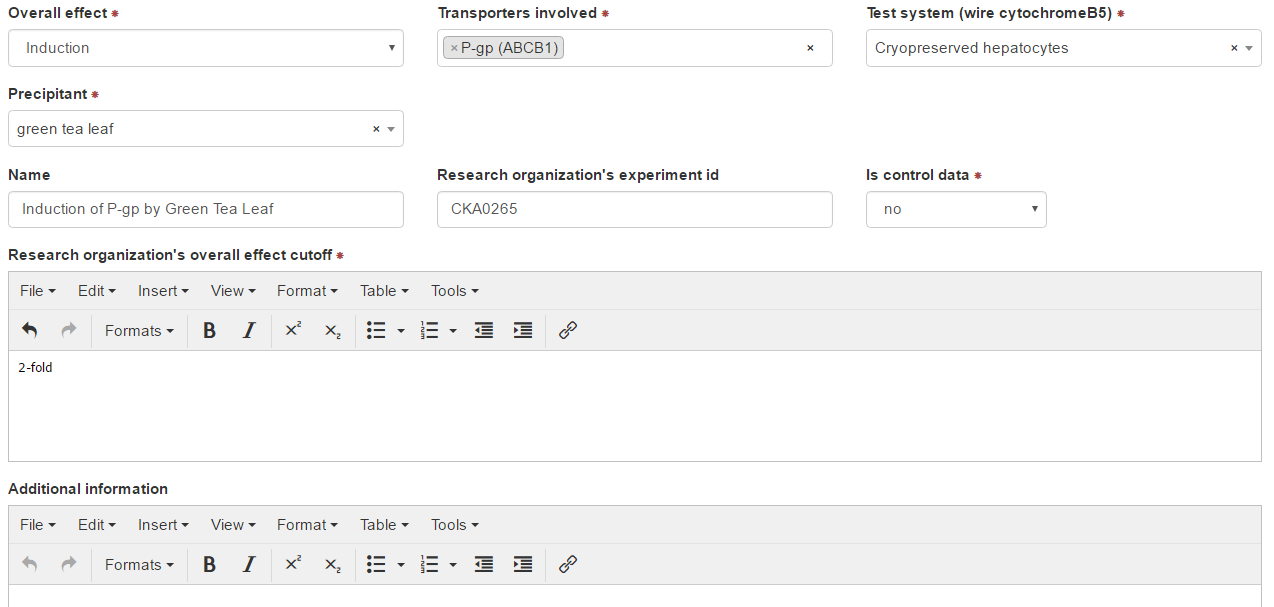 Overall effect * Transporters involved * Test system (wire cytochromeB5) *
Induction × P-gp (ABCB1) × Cryopreserved hepatocytes ×
Precipitant *
green tea leaf ×
Name Research organization's experiment id Is control data *
Induction of P-gp by Green Tea Leaf CKA0265 no
Research organization's overall effect cutoff *
File Edit Insert View Format Table Tools
Formats B I X² X₂
2-fold
Additional information
File Edit Insert View Format Table Tools
Formats B I X² X₂